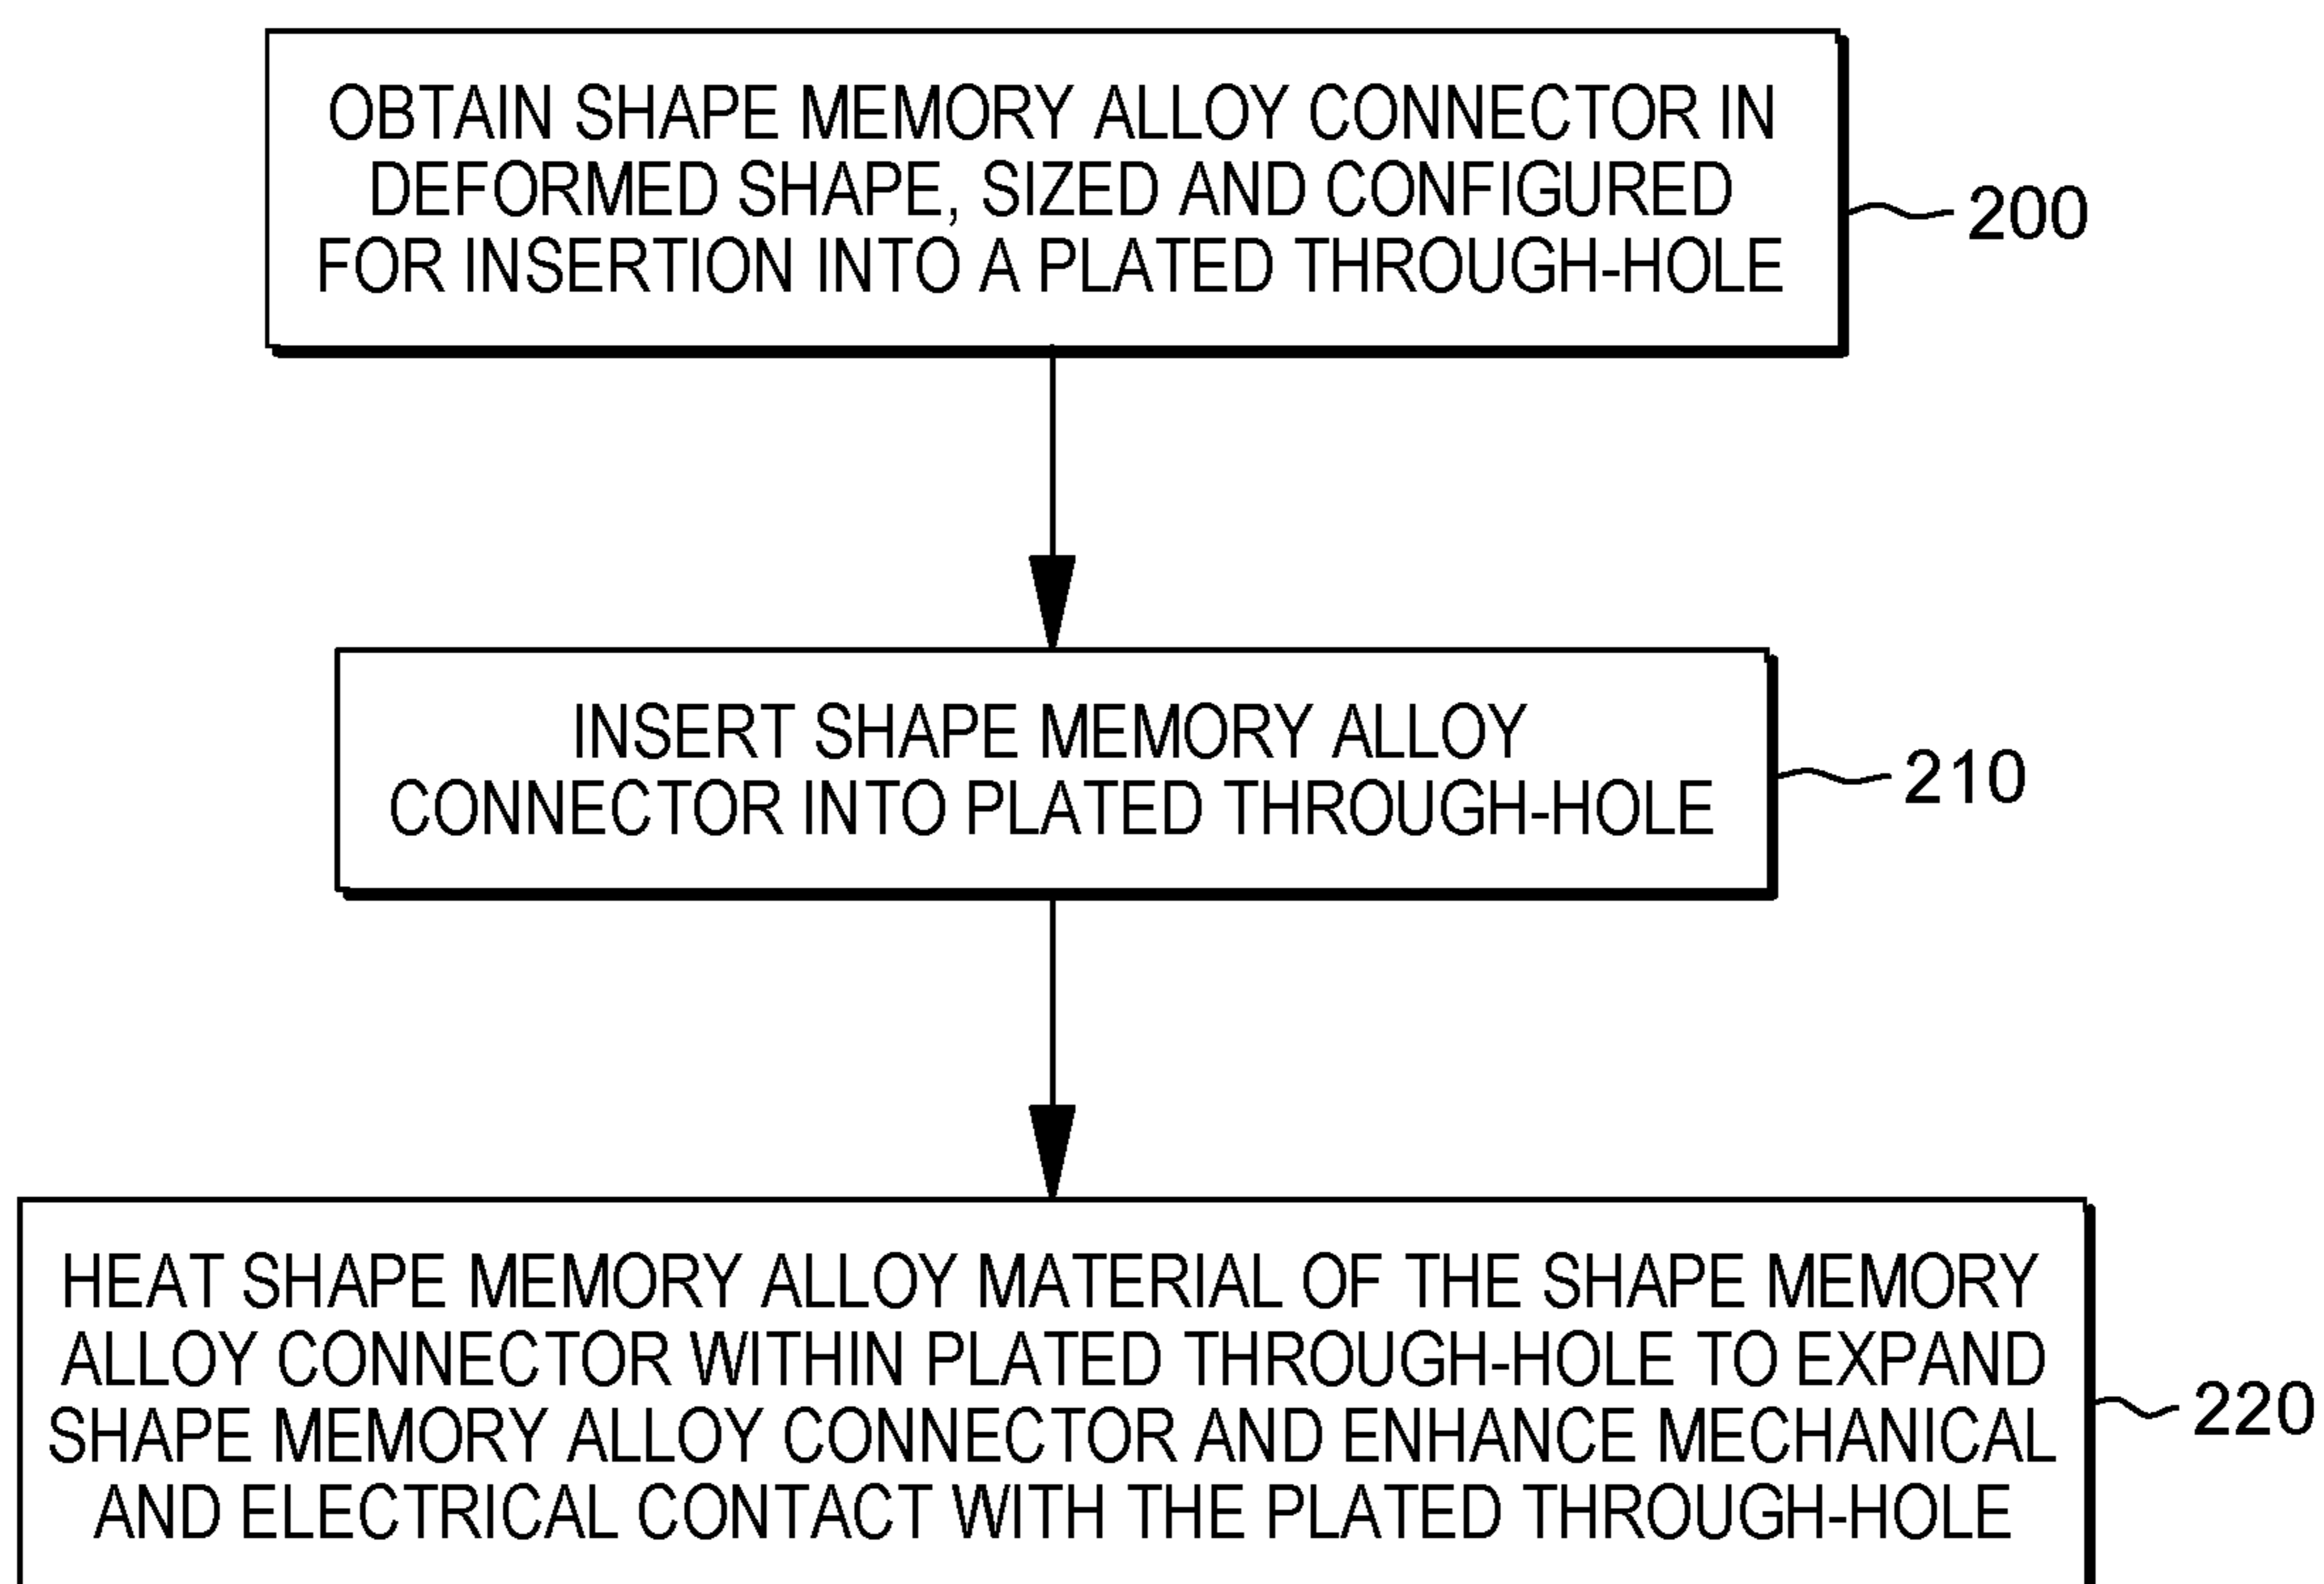 OBTAIN SHAPE MEMORY ALLOY CONNECTOR IN
DEFORMED SHAPE, SIZED AND CONFIGURED
FOR INSERTION INTO A PLATED THROUGH-HOLE
200
INSERT SHAPE MEMORY ALLOY
CONNECTOR INTO PLATED THROUGH-HOLE
210
HEAT SHAPE MEMORY ALLOY MATERIAL OF THE SHAPE MEMORY
ALLOY CONNECTOR WITHIN PLATED THROUGH-HOLE TO EXPAND
SHAPE MEMORY ALLOY CONNECTOR AND ENHANCE MECHANICAL
AND ELECTRICAL CONTACT WITH THE PLATED THROUGH-HOLE
220